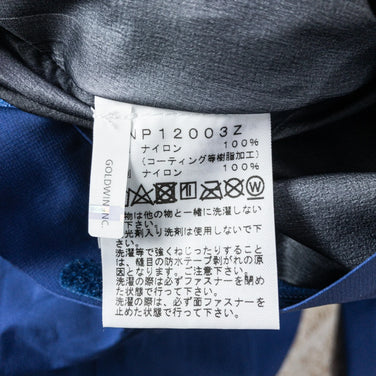 GOLDWIN INC.
NP12003Z
ナイロン 100%
(コーティング等樹脂加工)
ナイロン 100%
物は他の物と一緒に洗濯しない
下さい。
光剤入り洗剤は使用しないで下
い。
洗濯等で強くねじったりすること
は、縫目の防水テープ剥がれの原
因となります。ご注意下さい。
洗濯の際は必ずファスナーを閉め
た状態で行って下さい。
洗濯の際は、必ず面ファスナーを
止めた状態で行って下さい。